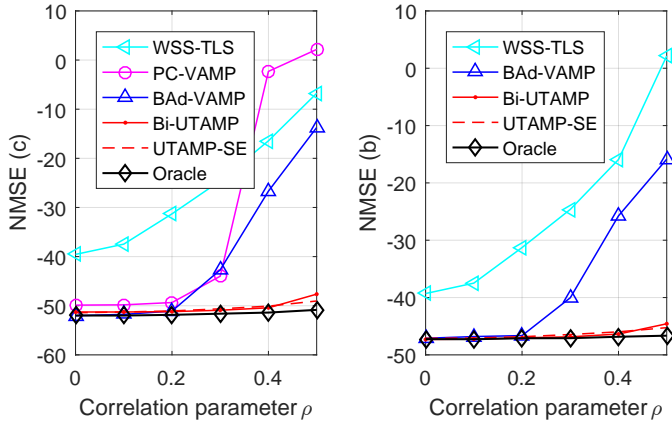 10
0
-10
-20
-30
-40
-50
-60
NMSE (c)
WSS-TLS
PC-VAMP
BAd-VAMP
Bi-UTAMP
UTAMP-SE
Oracle
0
0.2
0.4
Correlation parameter ρ
10
0
-10
-20
-30
-40
-50
NMSE (b)
WSS-TLS
BAd-VAMP
Bi-UTAMP
UTAMP-SE
Oracle
0
0.2
0.4
Correlation parameter ρ